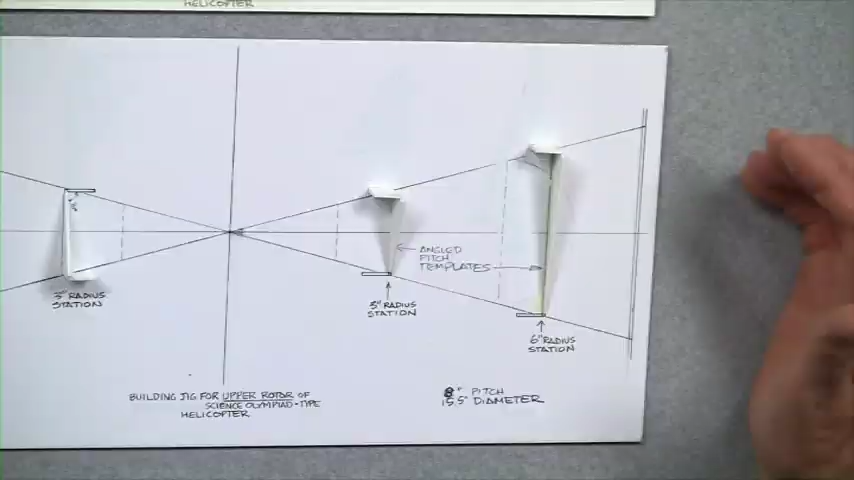 HELICOPTER
ANGLED
PITCH
TEMPLATES
3" RADIUS
STATION
3" RADIUS
STATION
6" RADIUS
STATION
BUILDING JIG FOR UPPER ROTOR OF
SCIENCE OLYMPIAD-TYPE
HELICOPTER
8" PITCH
15.5" DIAMETER